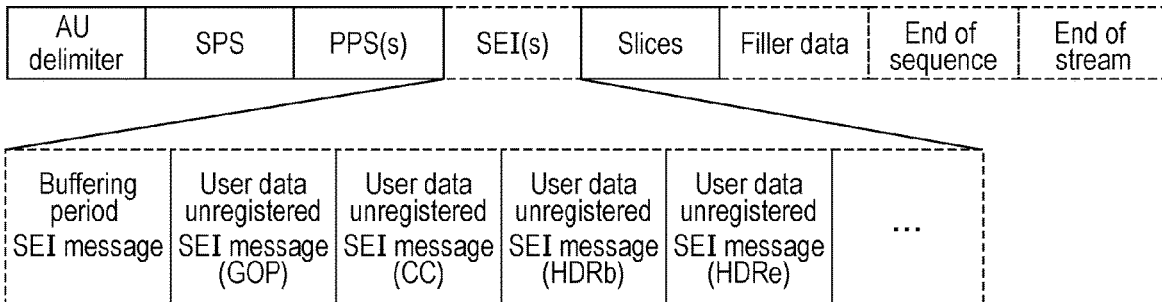 AU
delimiter
SPS
PPS(s)
SEI(s)
Slices
Filler data
End of
sequence
End of
stream
Buffering
period
SEI message
User data
unregistered
SEI message
(GOP)
User data
unregistered
SEI message
(CC)
User data
unregistered
SEI message
(HDRb)
User data
unregistered
SEI message
(HDRe)
...